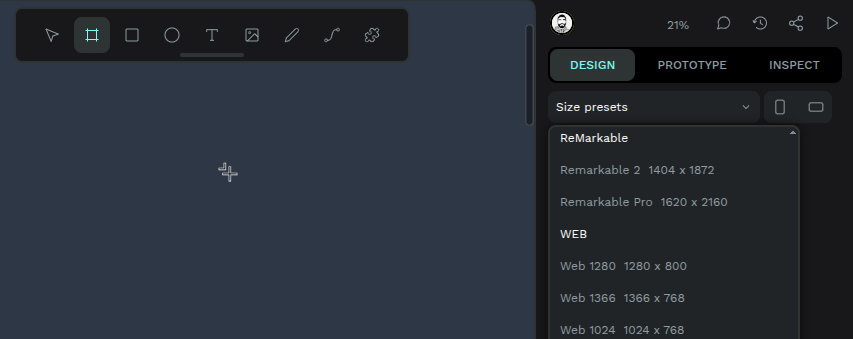 21%
DESIGN PROTOTYPE INSPECT
Size presets
ReMarkable
Remarkable 2 1404 x 1872
Remarkable Pro 1620 x 2160
WEB
Web 1280 1280 x 800
Web 1366 1366 x 768
Web 1024 1024 x 768